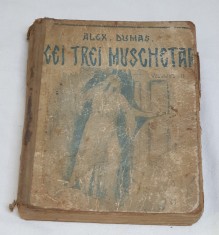 ALEX. DUMAS
CEI TREI MUSCHETARI